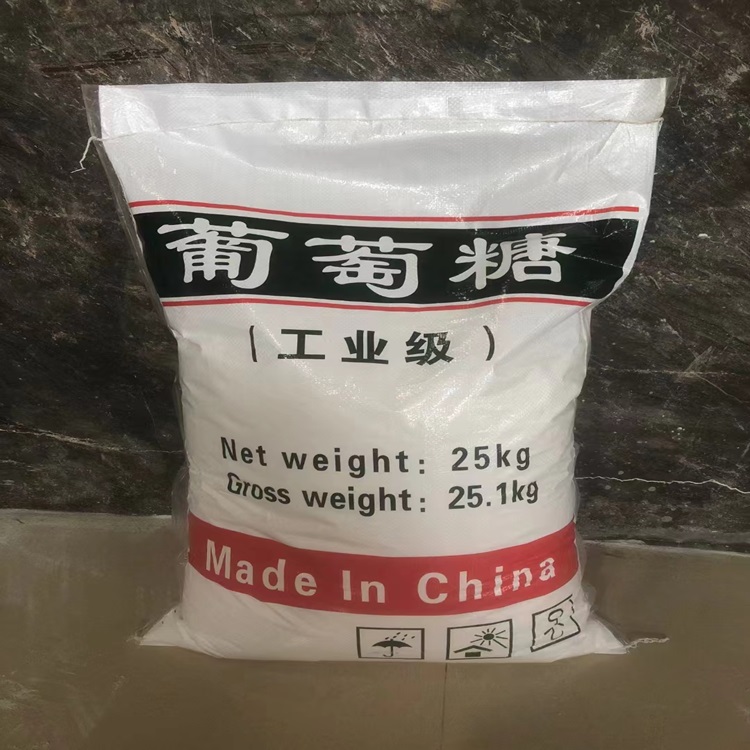 葡萄糖
（工业级）
Net weight: 25kg
Gross weight: 25.1kg
Made In China